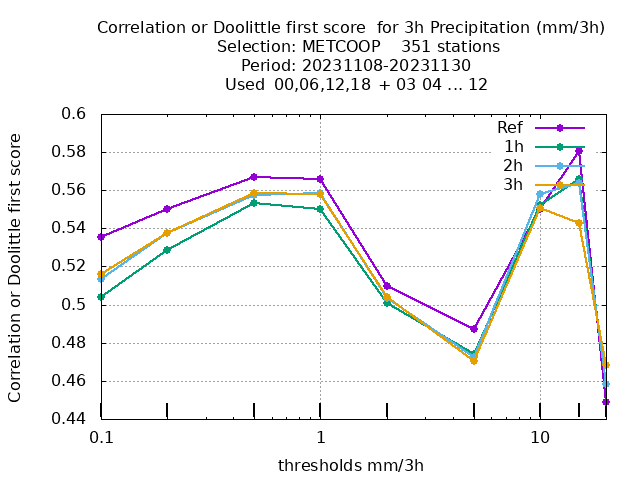 Correlation or Doolittle first score  for 3h Precipitation (mm/3h)
Selection: METCOOP    351 stations
Period: 20231108-20231130
Used  00,06,12,18  + 03 04 ... 12
Correlation or Doolittle first score
0.6
0.58
0.56
0.54
0.52
0.5
0.48
0.46
0.44
Ref
1h
2h
3h
0.1
1
10
thresholds mm/3h